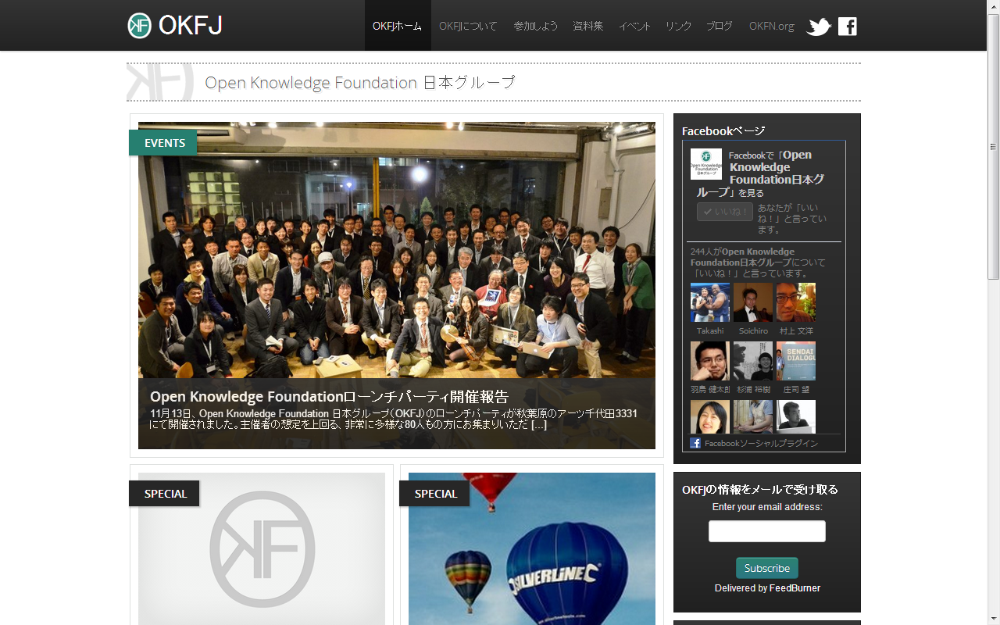 OKFJ
OKFJホーム OKFJについて 参加しよう 資料集 イベント リンク ブログ OKFN.org
Open Knowledge Foundation 日本グループ
EVENTS
Open Knowledge Foundationローンチパーティ開催報告
11月13日、Open Knowledge Foundation 日本グループ（OKFJ）のローンチパーティが秋葉原のアーツ千代田3331
にて開催されました。主催者の想定を上回る、非常に多様な80人もの方にお集まりいただ [...]
SPECIAL
SPECIAL
SILVERLINE
Facebookページ
Open Knowledge
Foundation
日本グループ
Facebookで「Open
Knowledge
Foundation日本グ
ループ」を見る
いいね！
あなたが「いい
ね！」と言ってい
ます。
244人がOpen Knowledge
Foundation日本グループについて
「いいね！」と言っています。
Takashi Soichiro 村上 文洋
SENDAI
DIALOGUE
羽鳥 健太郎 杉浦 裕樹 庄司 望
Facebookソーシャルプラグイン
OKFJの情報をメールで受け取る
Enter your email address:
Subscribe
Delivered by FeedBurner